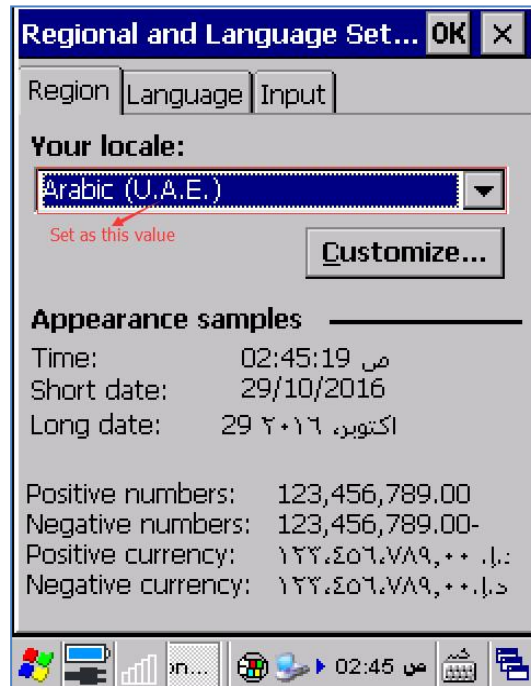 Regional and Language Set... OK ×
Region Language Input
Your locale:
Arabic (U.A.E.)
Set as this value
Customize...
Appearance samples
Time: 02:45:19 ص
Short date: 29/10/2016
Long date: 29 اكتوبر، ٢٠١٦
Positive numbers: 123,456,789.00
Negative numbers: 123,456,789.00-
Positive currency: د.إ. ١٢٣،٤٥٦،٧٨٩,٠٠
Negative currency: د.إ.١٢٣،٤٥٦،٧٨٩,٠٠
on... 02:45 ص